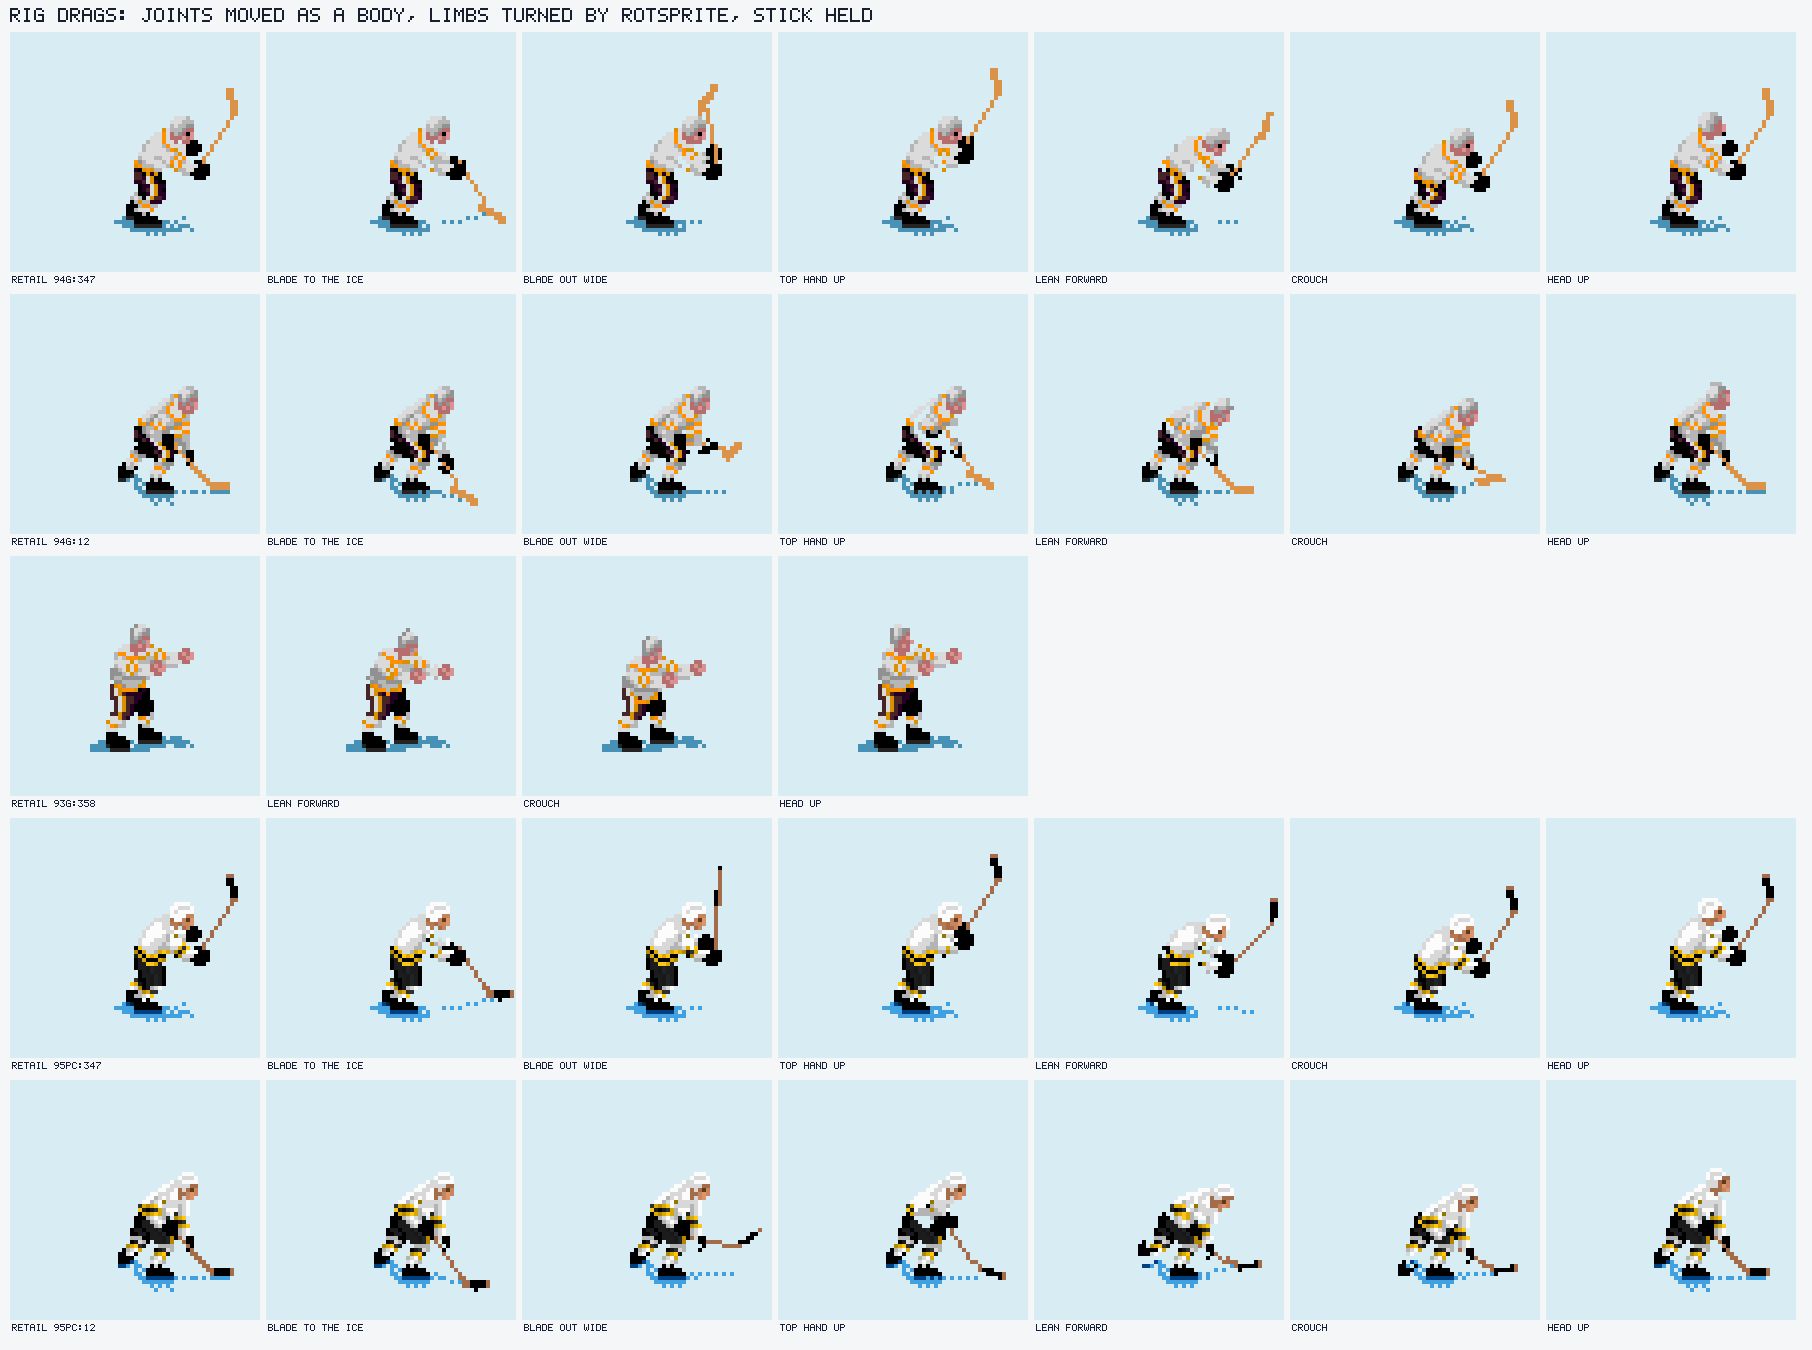 RIG DRAGS: JOINTS MOVED AS A BODY, LIMBS TURNED BY ROTSPRITE, STICK HELD
RETAIL 94G:347 BLADE TO THE ICE BLADE OUT WIDE TOP HAND UP LEAN FORWARD CROUCH HEAD UP
RETAIL 94G:12 BLADE TO THE ICE BLADE OUT WIDE TOP HAND UP LEAN FORWARD CROUCH HEAD UP
RETAIL 93G:358 LEAN FORWARD CROUCH HEAD UP
RETAIL 95PC:347 BLADE TO THE ICE BLADE OUT WIDE TOP HAND UP LEAN FORWARD CROUCH HEAD UP
RETAIL 95PC:12 BLADE TO THE ICE BLADE OUT WIDE TOP HAND UP LEAN FORWARD CROUCH HEAD UP